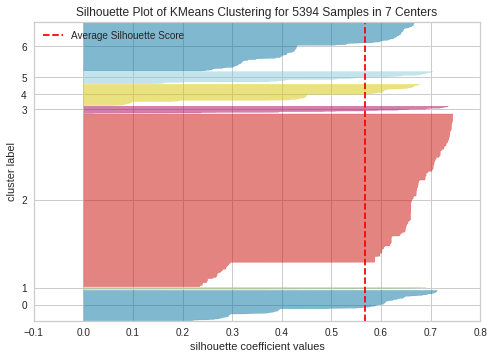 Silhouette Plot of KMeans Clustering for 5394 Samples in 7 Centers
Average Silhouette Score
6
5
4
3
2
1
0
cluster label
-0.1 0.0 0.1 0.2 0.3 0.4 0.5 0.6 0.7 0.8
silhouette coefficient values